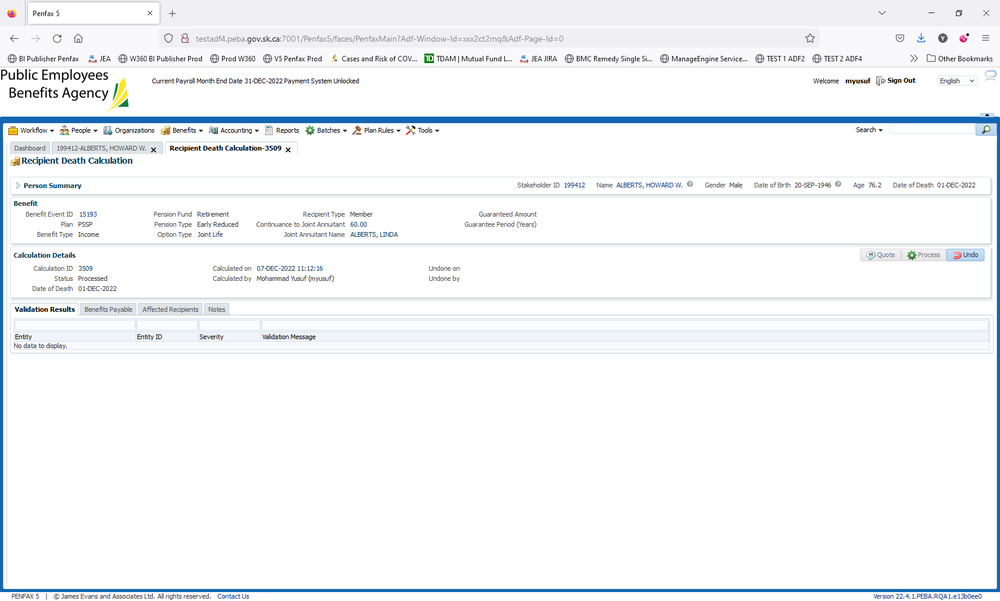 Penfax 5
testadf4.peba.gov.sk.ca:7001/Penfax5/faces/PenfaxMain?Adf-Window-Id=xsx2ct2mq&Adf-Page-Id=0
BI Publisher Penfax JEA W360 BI Publisher Prod Prod W360 V5 Penfax Prod Cases and Risk of COV... TD TDAM | Mutual Fund L... JEA JIRA BMC Remedy Single Si... ManageEngine Service... TEST 1 ADF2 TEST 2 ADF4 Other Bookmarks
Public Employees
Benefits Agency
Current Payroll Month End Date 31-DEC-2022 Payment System Unlocked
Welcome myusuf Sign Out English
Workflow People Organizations Benefits Accounting Reports Batches Plan Rules Tools Search
Dashboard 199412-ALBERTS, HOWARD W. Recipient Death Calculation-3509
Recipient Death Calculation
Person Summary Stakeholder ID 199412 Name ALBERTS, HOWARD W. Gender Male Date of Birth 20-SEP-1946 Age 76.2 Date of Death 01-DEC-2022
Benefit
Benefit Event ID 15193 Pension Fund Retirement Recipient Type Member Guaranteed Amount
Plan PSSP Pension Type Early Reduced Continuance to Joint Annuitant 60.00 Guarantee Period (Years)
Benefit Type Income Option Type Joint Life Joint Annuitant Name ALBERTS, LINDA
Calculation Details Quote Process Undo
Calculation ID 3509 Calculated on 07-DEC-2022 11:12:16 Undone on
Status Processed Calculated by Mohammad Yusuf (myusuf) Undone by
Date of Death 01-DEC-2022
Validation Results Benefits Payable Affected Recipients Notes
Entity Entity ID Severity Validation Message
No data to display.
PENFAX 5 | © James Evans and Associates Ltd. All rights reserved. Contact Us Version 22.4.1.PEBA.RQA1.e13b0ee0